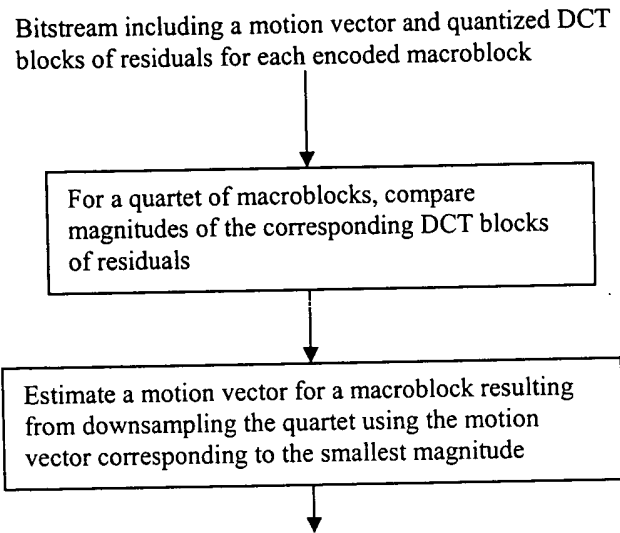 Bitstream including a motion vector and quantized DCT
blocks of residuals for each encoded macroblock
For a quartet of macroblocks, compare
magnitudes of the corresponding DCT blocks
of residuals
Estimate a motion vector for a macroblock resulting
from downsampling the quartet using the motion
vector corresponding to the smallest magnitude